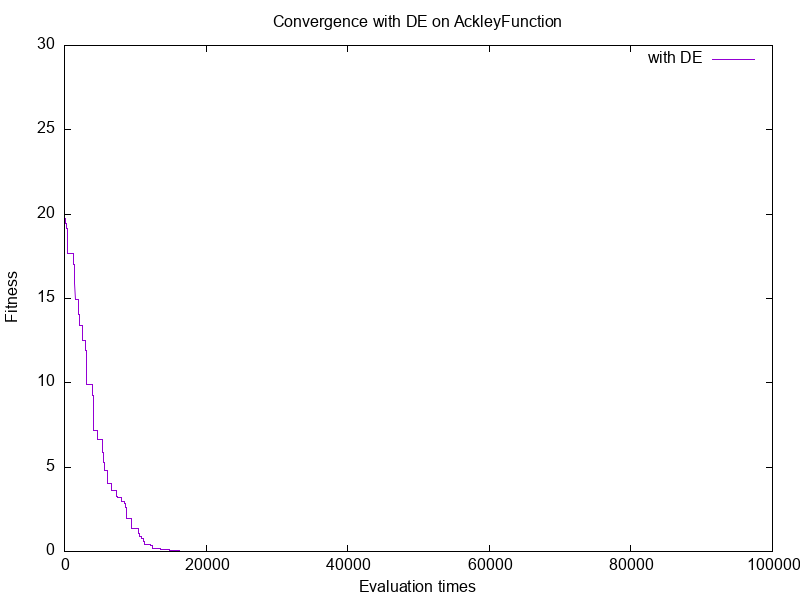 Convergence with DE on AckleyFunction
with DE
30
25
20
15
10
5
0
Fitness
0 20000 40000 60000 80000 100000
Evaluation times